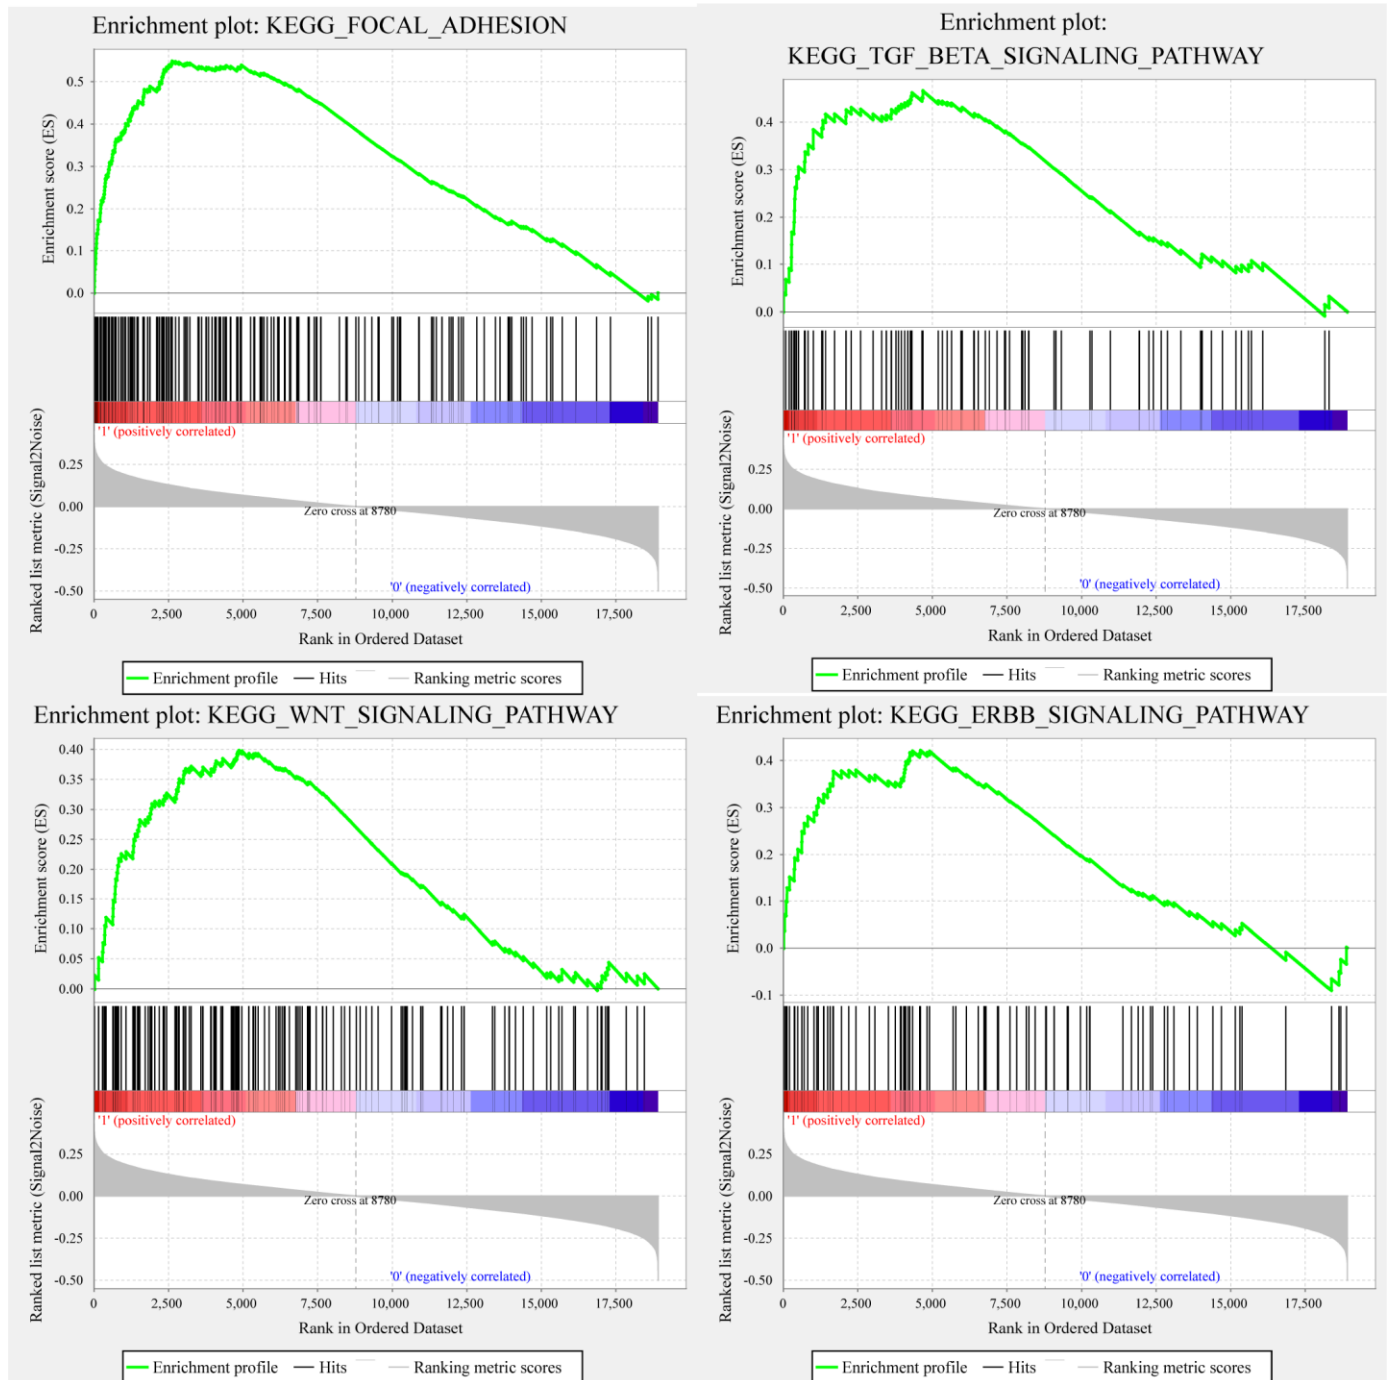 Enrichment plot: KEGG_FOCAL_ADHESION
Enrichment score (ES)
0.5
0.4
0.3
0.2
0.1
0.0
'1' (positively correlated)
Ranked list metric (Signal2Noise)
0.25
0.00
-0.25
-0.50
Zero cross at 8780
'0' (negatively correlated)
0 2,500 5,000 7,500 10,000 12,500 15,000 17,500
Rank in Ordered Dataset
Enrichment profile Hits Ranking metric scores
Enrichment plot:
KEGG_TGF_BETA_SIGNALING_PATHWAY
Enrichment score (ES)
0.4
0.3
0.2
0.1
0.0
'1' (positively correlated)
Ranked list metric (Signal2Noise)
0.25
0.00
-0.25
-0.50
Zero cross at 8780
'0' (negatively correlated)
0 2,500 5,000 7,500 10,000 12,500 15,000 17,500
Rank in Ordered Dataset
Enrichment profile Hits Ranking metric scores
Enrichment plot: KEGG_WNT_SIGNALING_PATHWAY
Enrichment score (ES)
0.40
0.35
0.30
0.25
0.20
0.15
0.10
0.05
0.00
'1' (positively correlated)
Ranked list metric (Signal2Noise)
0.25
0.00
-0.25
-0.50
Zero cross at 8780
'0' (negatively correlated)
0 2,500 5,000 7,500 10,000 12,500 15,000 17,500
Rank in Ordered Dataset
Enrichment profile Hits Ranking metric scores
Enrichment plot: KEGG_ERBB_SIGNALING_PATHWAY
Enrichment score (ES)
0.4
0.3
0.2
0.1
0.0
-0.1
'1' (positively correlated)
Ranked list metric (Signal2Noise)
0.25
0.00
-0.25
-0.50
Zero cross at 8780
'0' (negatively correlated)
0 2,500 5,000 7,500 10,000 12,500 15,000 17,500
Rank in Ordered Dataset
Enrichment profile Hits Ranking metric scores